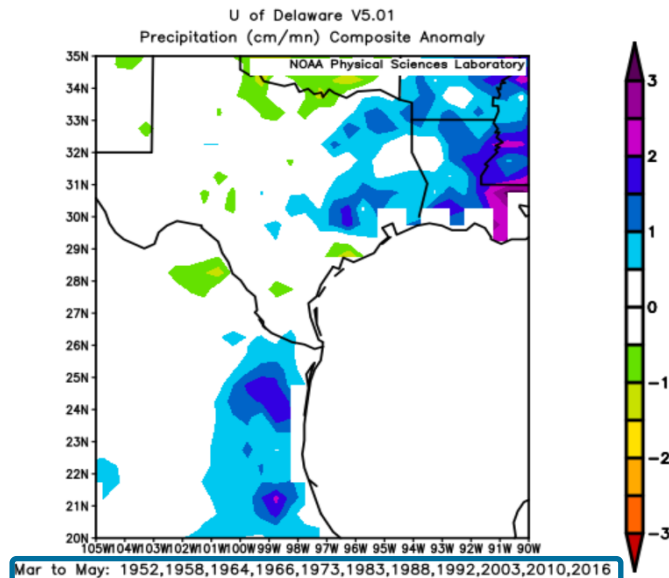 U of Delaware V5.01
Precipitation (cm/mn) Composite Anomaly
NOAA Physical Sciences Laboratory
35N
34N
33N
32N
31N
30N
29N
28N
27N
26N
25N
24N
23N
22N
21N
20N
105W104W103W102W101W100W 99W 98W 97W 96W 95W 94W 93W 92W 91W 90W
3
2
1
0
-1
-2
-3
Mar to May: 1952,1958,1964,1966,1973,1983,1988,1992,2003,2010,2016